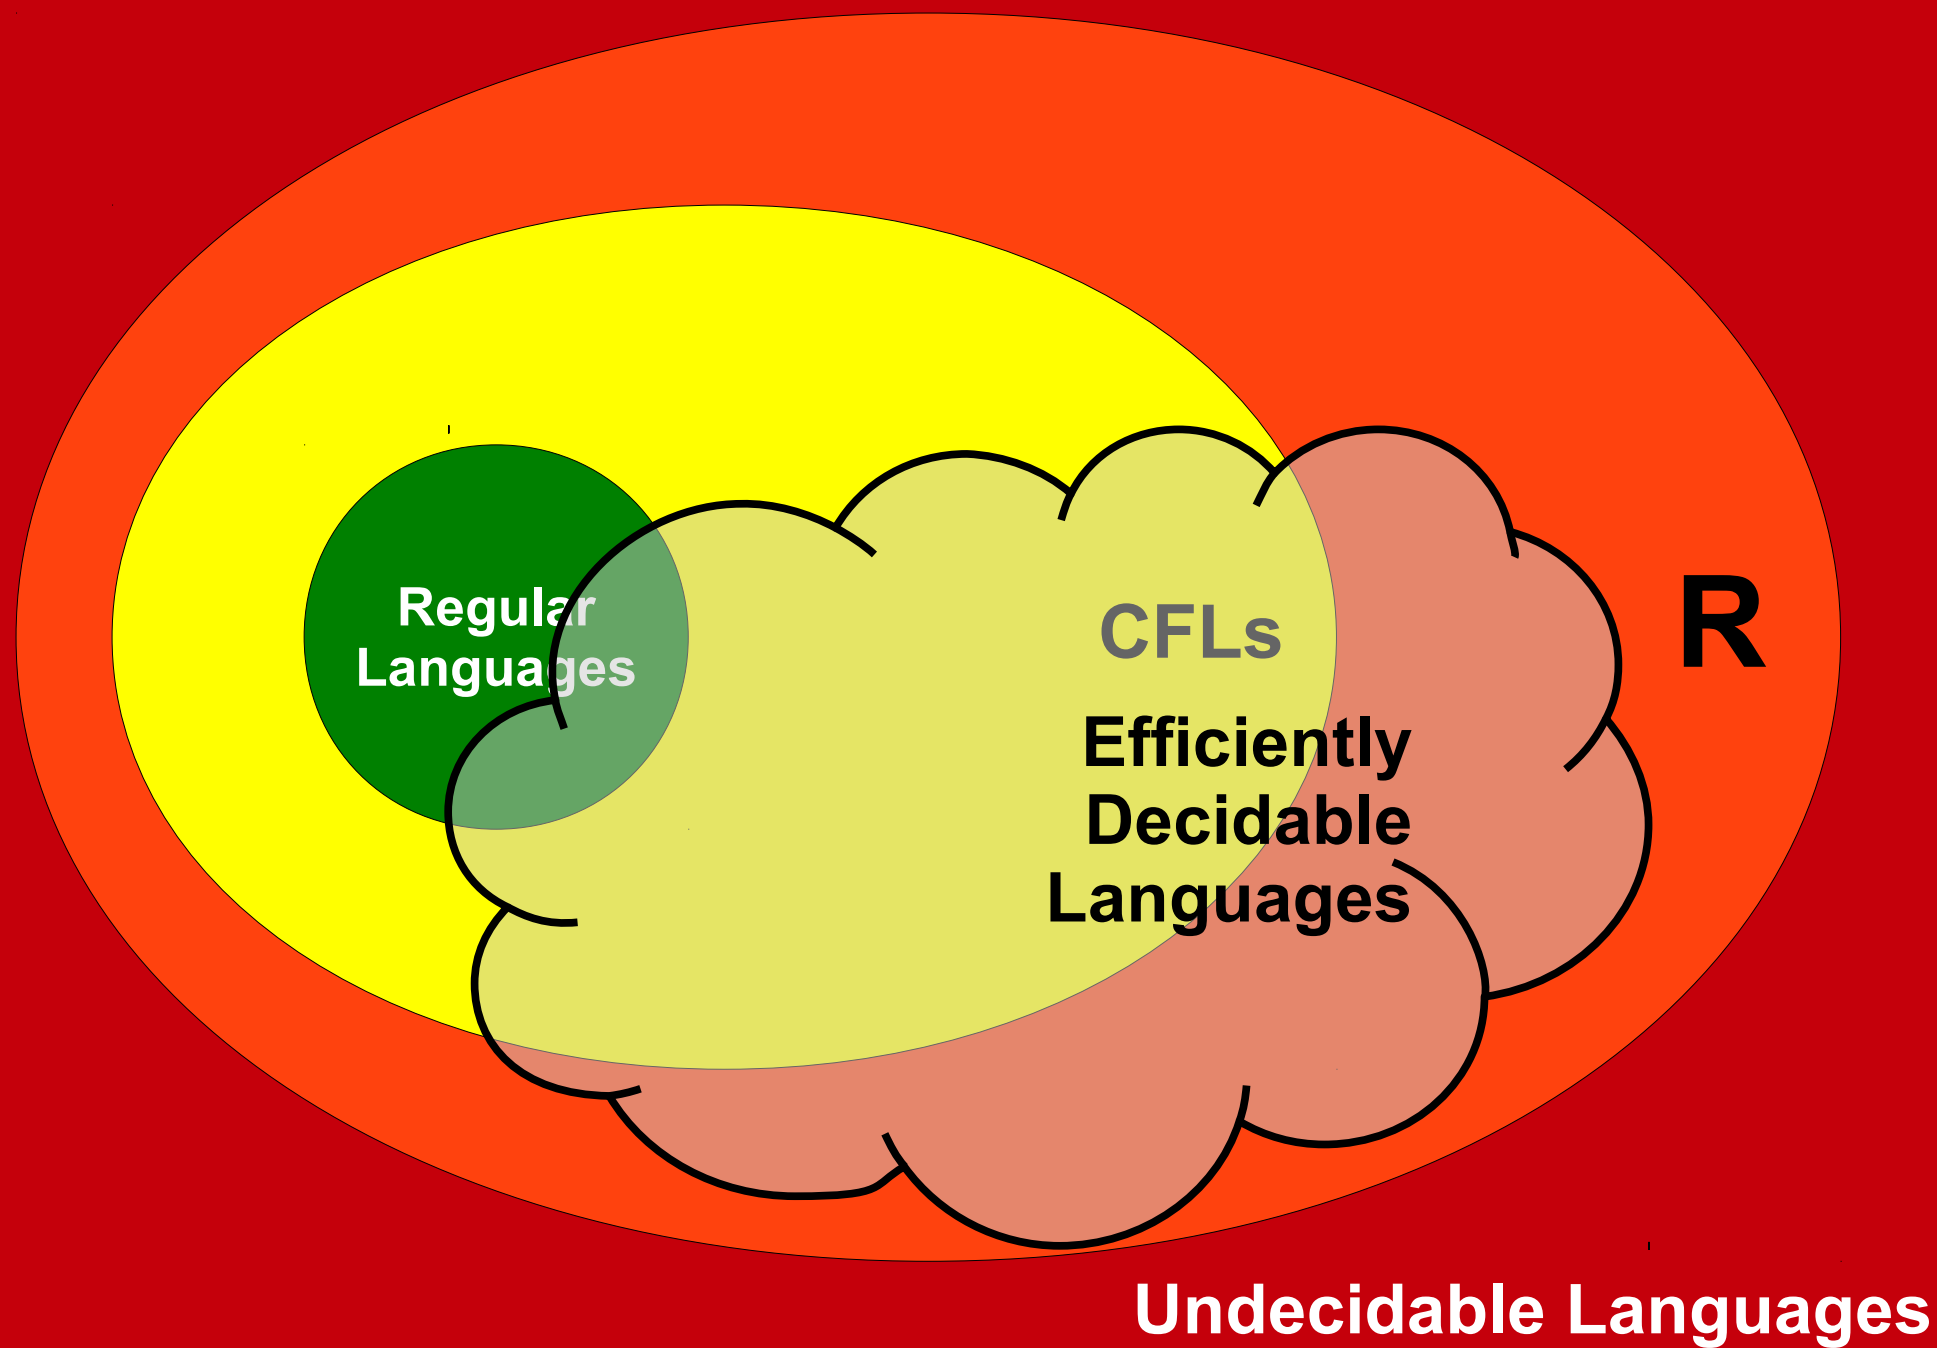 Regular
Languages
CFLs
R
Efficiently
Decidable
Languages
Undecidable Languages